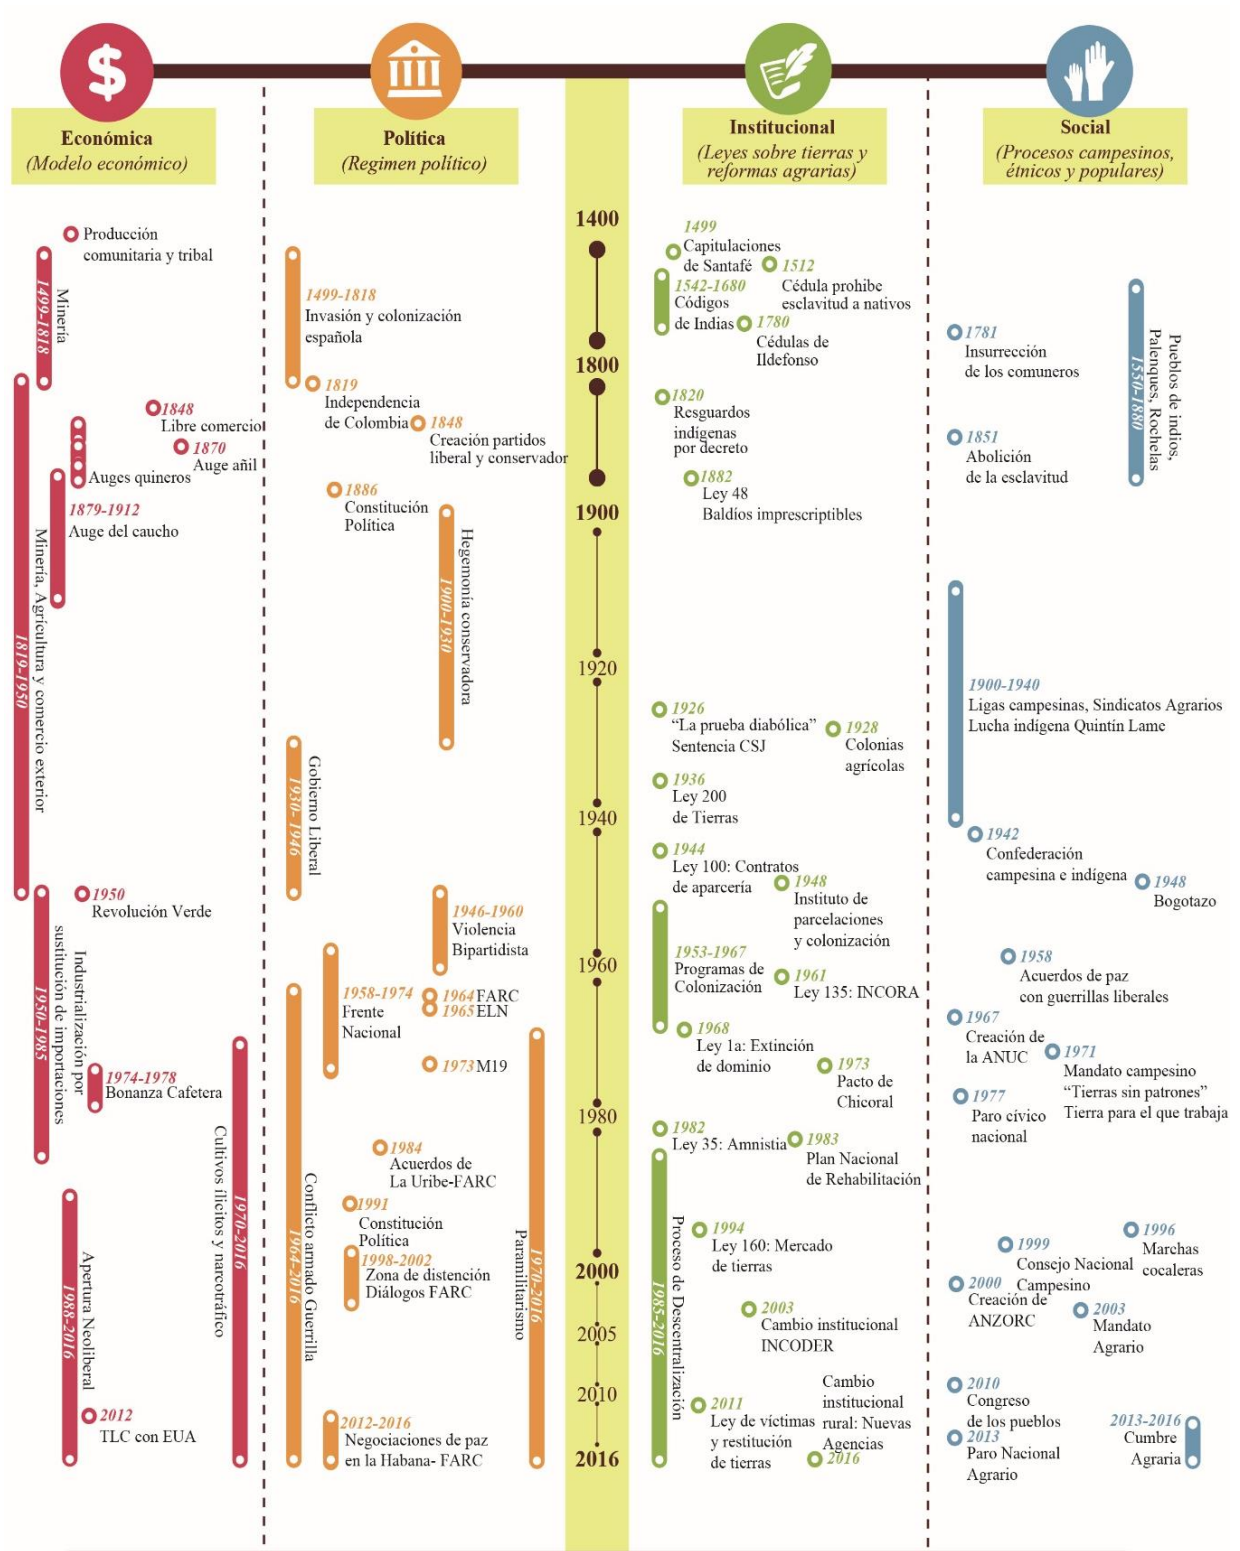 $
Económica
(Modelo económico)
Política
(Regimen político)
Institucional
(Leyes sobre tierras y
reformas agrarias)
Social
(Procesos campesinos,
étnicos y populares)
Producción
comunitaria y tribal
1499-1818
Minería
1819-1950
Minería, Agricultura y comercio exterior
1848
Libre comercio
1870
Auge añil
Auges quineros
1879-1912
Auge del caucho
1950
Revolución Verde
1950-1985
Industrialización por
sustitución de importaciones
1974-1978
Bonanza Cafetera
1970-2016
Cultivos ílicitos y narcotráfico
1988-2016
Apertura Neoliberal
2012
TLC con EUA
1499-1818
Invasión y colonización
española
1819
Independencia
de Colombia
1848
Creación partidos
liberal y conservador
1886
Constitución
Política
1900-1930
Hegemonía conservadora
1930- 1946
Gobierno Liberal
1946-1960
Violencia
Bipartidista
1958-1974
Frente
Nacional
1964 FARC
1965 ELN
1973 M19
1964-2016
Conflicto armado Guerrilla
1984
Acuerdos de
La Uribe-FARC
1991
Constitución
Política
1998-2002
Zona de distención
Diálogos FARC
1970-2016
Paramilitarismo
2012-2016
Negociaciones de paz
en la Habana- FARC
1400
1800
1900
1920
1940
1960
1980
2000
2005
2010
2016
1499
Capitulaciones
de Santafé
1512
Cédula prohibe
esclavitud a nativos
1542-1680
Códigos
de Indias
1780
Cédulas de
Ildefonso
1820
Resguardos
indígenas
por decreto
1882
Ley 48
Baldíos imprescriptibles
1926
“La prueba diabólica”
Sentencia CSJ
1928
Colonias
agrícolas
1936
Ley 200
de Tierras
1944
Ley 100: Contratos
de aparcería
1948
Instituto de
parcelaciones
y colonización
1953-1967
Programas de
Colonización
1961
Ley 135: INCORA
1968
Ley 1a: Extinción
de dominio
1973
Pacto de
Chicoral
1982
Ley 35: Amnistia
1983
Plan Nacional
de Rehabilitación
1985-2016
Proceso de Descentralización
1994
Ley 160: Mercado
de tierras
2003
Cambio institucional
INCODER
2011
Ley de víctimas
y restitución
de tierras
Cambio
institucional
rural: Nuevas
Agencias
2016
1550-1880
Pueblos de indios,
Palenques, Rochelas
1781
Insurrección
de los comuneros
1851
Abolición
de la esclavitud
1900-1940
Ligas campesinas, Sindicatos Agrarios
Lucha indígena Quintín Lame
1942
Confederación
campesina e indígena
1948
Bogotazo
1958
Acuerdos de paz
con guerrillas liberales
1967
Creación de
la ANUC
1971
Mandato campesino
“Tierras sin patrones”
Tierra para el que trabaja
1977
Paro cívico
nacional
1996
Marchas
cocaleras
1999
Consejo Nacional
Campesino
2000
Creación de
ANZORC
2003
Mandato
Agrario
2010
Congreso
de los pueblos
2013
Paro Nacional
Agrario
2013-2016
Cumbre
Agraria